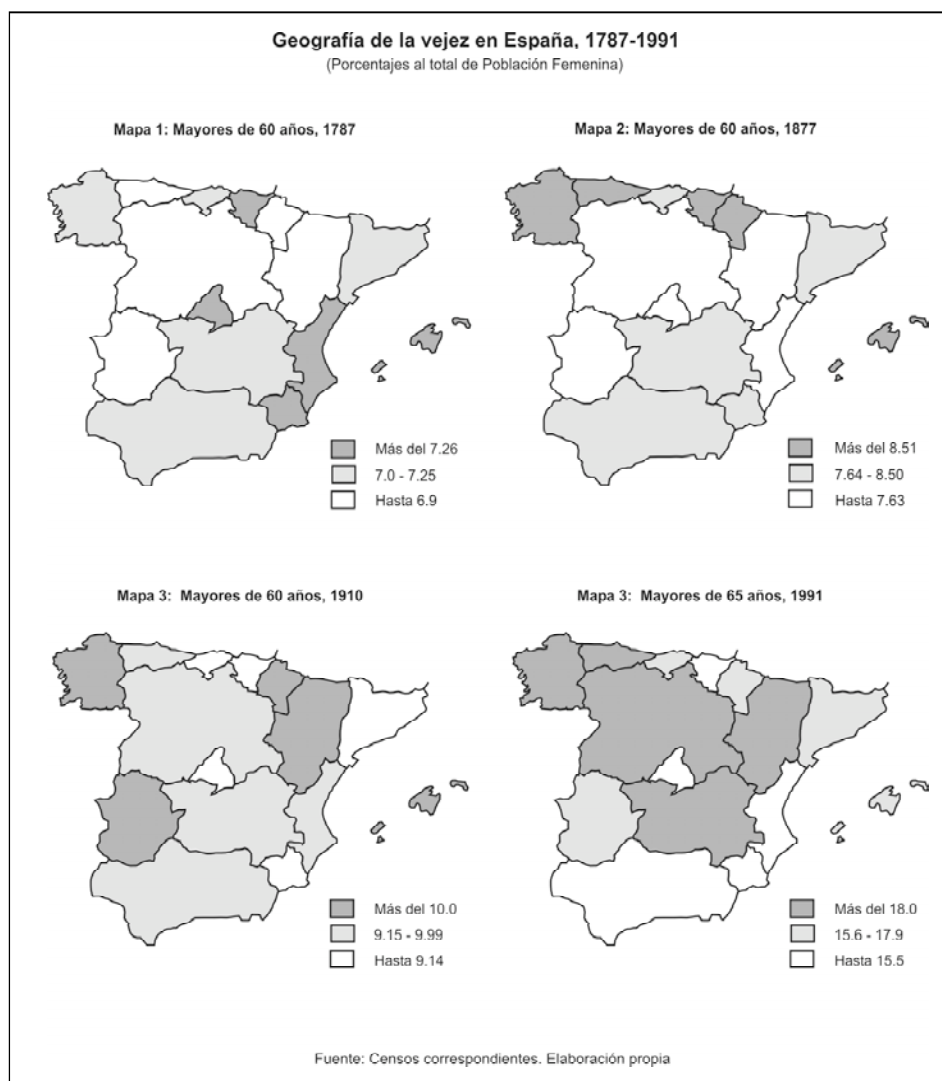 Geografía de la vejez en España, 1787-1991
(Porcentajes al total de Población Femenina)
Mapa 1: Mayores de 60 años, 1787
Más del 7.26
7.0 - 7.25
Hasta 6.9
Mapa 2: Mayores de 60 años, 1877
Más del 8.51
7.64 - 8.50
Hasta 7.63
Mapa 3: Mayores de 60 años, 1910
Más del 10.0
9.15 - 9.99
Hasta 9.14
Mapa 3: Mayores de 65 años, 1991
Más del 18.0
15.6 - 17.9
Hasta 15.5
Fuente: Censos correspondientes. Elaboración propia